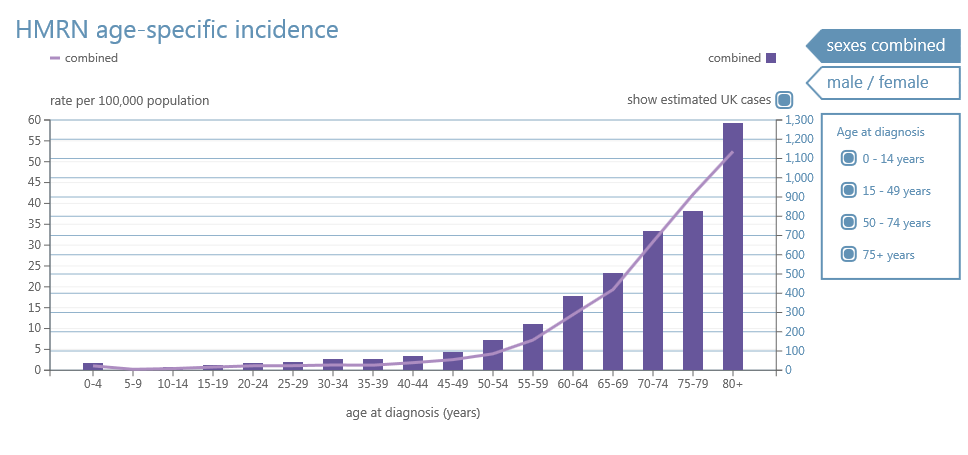 HMRN age-specific incidence
combined
combined
sexes combined
male / female
rate per 100,000 population
show estimated UK cases
60
55
50
45
40
35
30
25
20
15
10
5
0
1,300
1,200
1,100
1,000
900
800
700
600
500
400
300
200
100
0
0-4 5-9 10-14 15-19 20-24 25-29 30-34 35-39 40-44 45-49 50-54 55-59 60-64 65-69 70-74 75-79 80+
age at diagnosis (years)
Age at diagnosis
0 - 14 years
15 - 49 years
50 - 74 years
75+ years